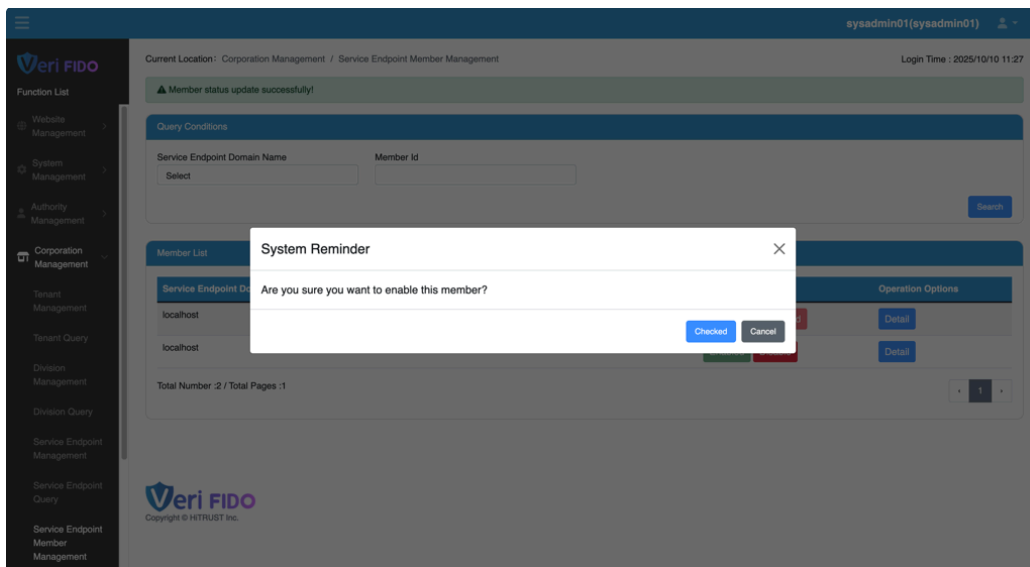 sysadmin01(sysadmin01)
Veri FIDO
Current Location: Corporation Management / Service Endpoint Member Management
Login Time : 2025/10/10 11:27
Function List
Member status update successfully!
Website
Management
Query Conditions
Service Endpoint Domain Name
Member Id
Select
System
Management
Search
Authority
Management
Corporation
Management
Member List
System Reminder
Are you sure you want to enable this member?
Checked
Cancel
Service Endpoint Do
Operation Options
localhost
Detail
localhost
Detail
Total Number :2 / Total Pages :1
1
Tenant
Management
Tenant Query
Division
Management
Division Query
Service Endpoint
Management
Service Endpoint
Query
Service Endpoint
Member
Management
Veri FIDO
Copyright © HiTRUST Inc.